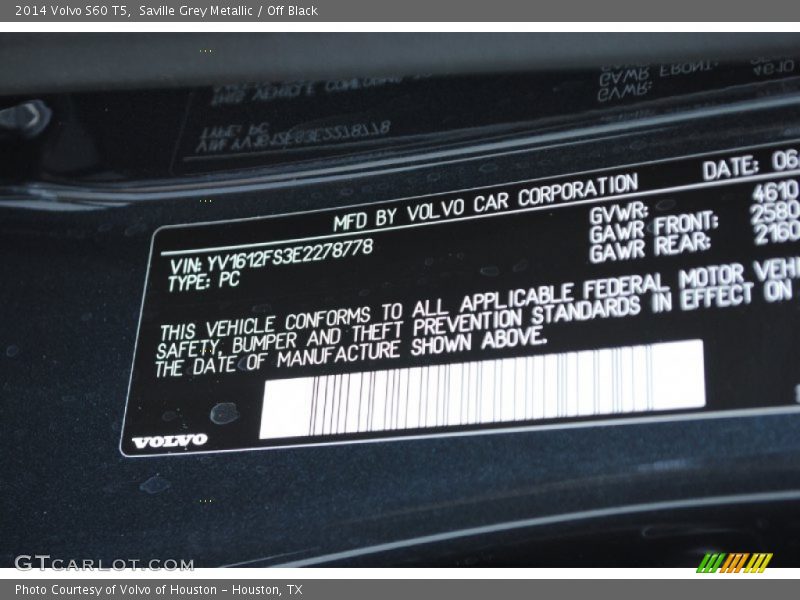 2014 Volvo S60 T5, Saville Grey Metallic / Off Black
MFD BY VOLVO CAR CORPORATION DATE: 06
VIN: YV1612FS3E2278778 GVWR: 4610
TYPE: PC GAWR FRONT: 2580
GAWR REAR: 2160
THIS VEHICLE CONFORMS TO ALL APPLICABLE FEDERAL MOTOR VEHI
SAFETY, BUMPER AND THEFT PREVENTION STANDARDS IN EFFECT ON
THE DATE OF MANUFACTURE SHOWN ABOVE.
VOLVO
GTCARLOT.COM
Photo Courtesy of Volvo of Houston - Houston, TX